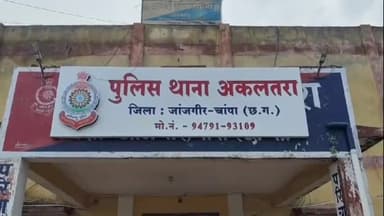 पुलिस थाना अकलतरा
जिला : जांजगीर-चांपा (छ.ग.)
मो.नं. - 94791-93109